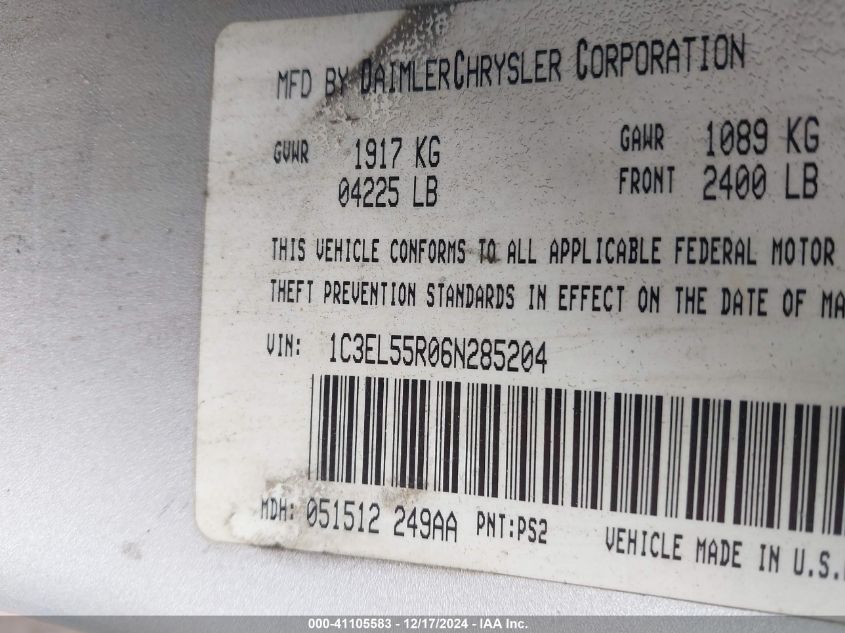 MFD BY DAIMLERCHRYSLER CORPORATION
GVWR 1917 KG GAWR 1089 KG
04225 LB FRONT 2400 LB
THIS VEHICLE CONFORMS TO ALL APPLICABLE FEDERAL MOTOR
THEFT PREVENTION STANDARDS IN EFFECT ON THE DATE OF MA
VIN: 1C3EL55R06N285204
MDH: 051512 249AA PNT:PS2 VEHICLE MADE IN U.S.
000-41105583 - 12/17/2024 - IAA Inc.